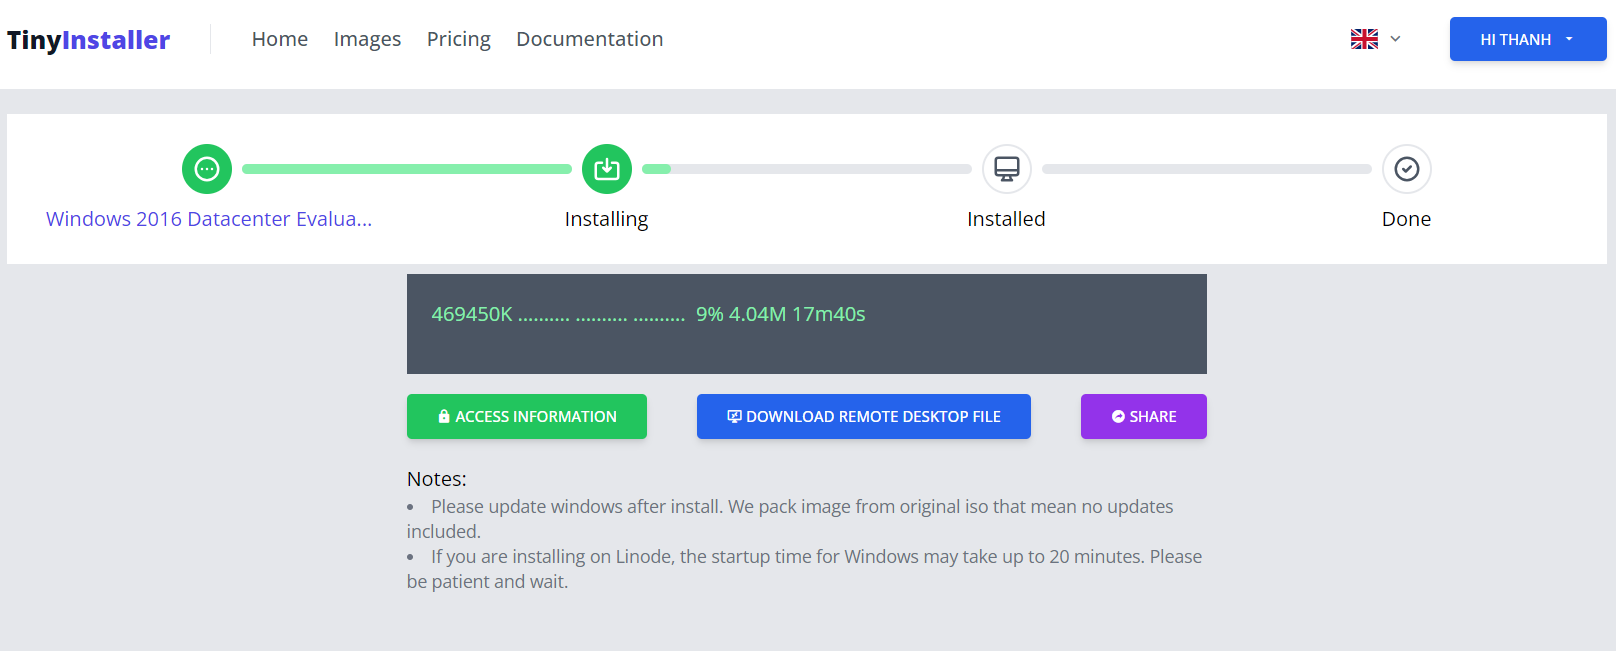 TinyInstaller
Home Images Pricing Documentation
HI THANH
Windows 2016 Datacenter Evalua...
Installing
Installed
Done
469450K .......... .......... .......... 9% 4.04M 17m40s
ACCESS INFORMATION
DOWNLOAD REMOTE DESKTOP FILE
SHARE
Notes:
• Please update windows after install. We pack image from original iso that mean no updates
included.
• If you are installing on Linode, the startup time for Windows may take up to 20 minutes. Please
be patient and wait.